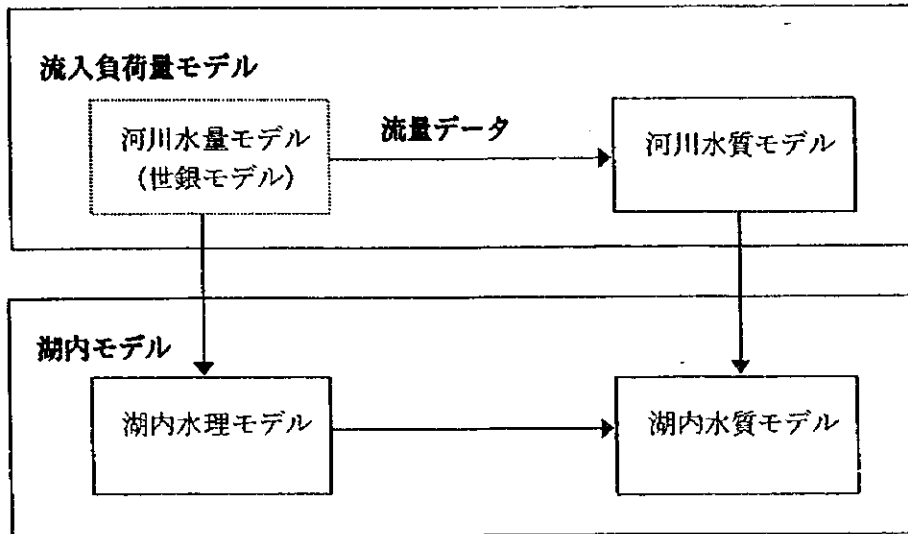 流入負荷量モデル
河川水量モデル
(世銀モデル)
流量データ
河川水質モデル
湖内モデル
湖内水理モデル
湖内水質モデル